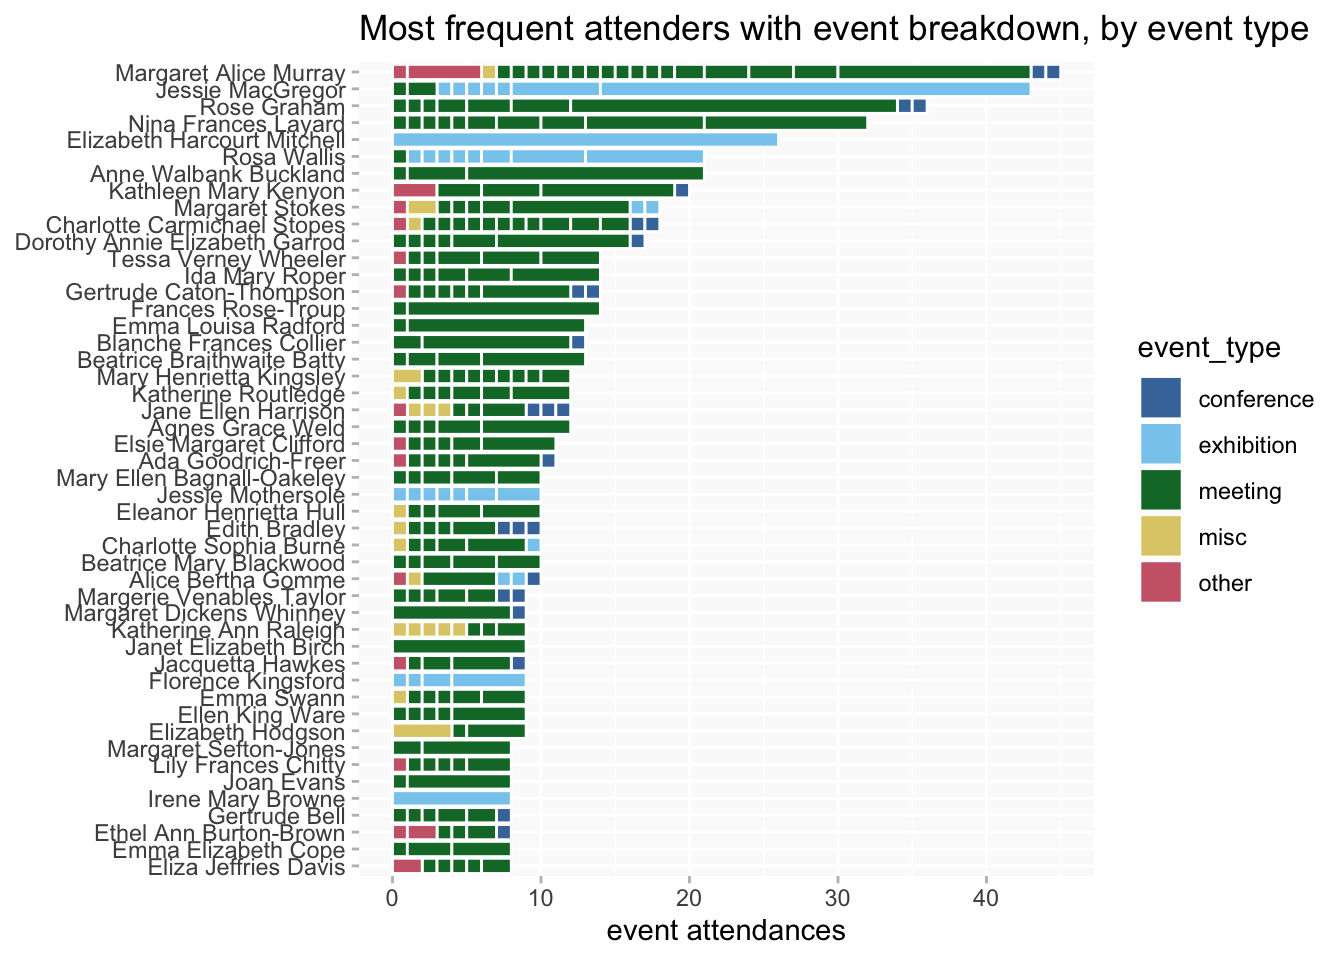 Most frequent attenders with event breakdown, by event type
Margaret Alice Murray
Jessie MacGregor
Rose Graham
Nina Frances Layard
Elizabeth Harcourt Mitchell
Rosa Wallis
Anne Walbank Buckland
Kathleen Mary Kenyon
Margaret Stokes
Charlotte Carmichael Stopes
Dorothy Annie Elizabeth Garrod
Tessa Verney Wheeler
Ida Mary Roper
Gertrude Caton-Thompson
Frances Rose-Troup
Emma Louisa Radford
Blanche Frances Collier
Beatrice Braithwaite Batty
Mary Henrietta Kingsley
Katherine Routledge
Jane Ellen Harrison
Agnes Grace Weld
Elsie Margaret Clifford
Ada Goodrich-Freer
Mary Ellen Bagnall-Oakeley
Jessie Mothersole
Eleanor Henrietta Hull
Edith Bradley
Charlotte Sophia Burne
Beatrice Mary Blackwood
Alice Bertha Gomme
Margerie Venables Taylor
Margaret Dickens Whinney
Katherine Ann Raleigh
Janet Elizabeth Birch
Jacquetta Hawkes
Florence Kingsford
Emma Swann
Ellen King Ware
Elizabeth Hodgson
Margaret Sefton-Jones
Lily Frances Chitty
Joan Evans
Irene Mary Browne
Gertrude Bell
Ethel Ann Burton-Brown
Emma Elizabeth Cope
Eliza Jeffries Davis
0 10 20 30 40
event attendances
event_type
conference
exhibition
meeting
misc
other